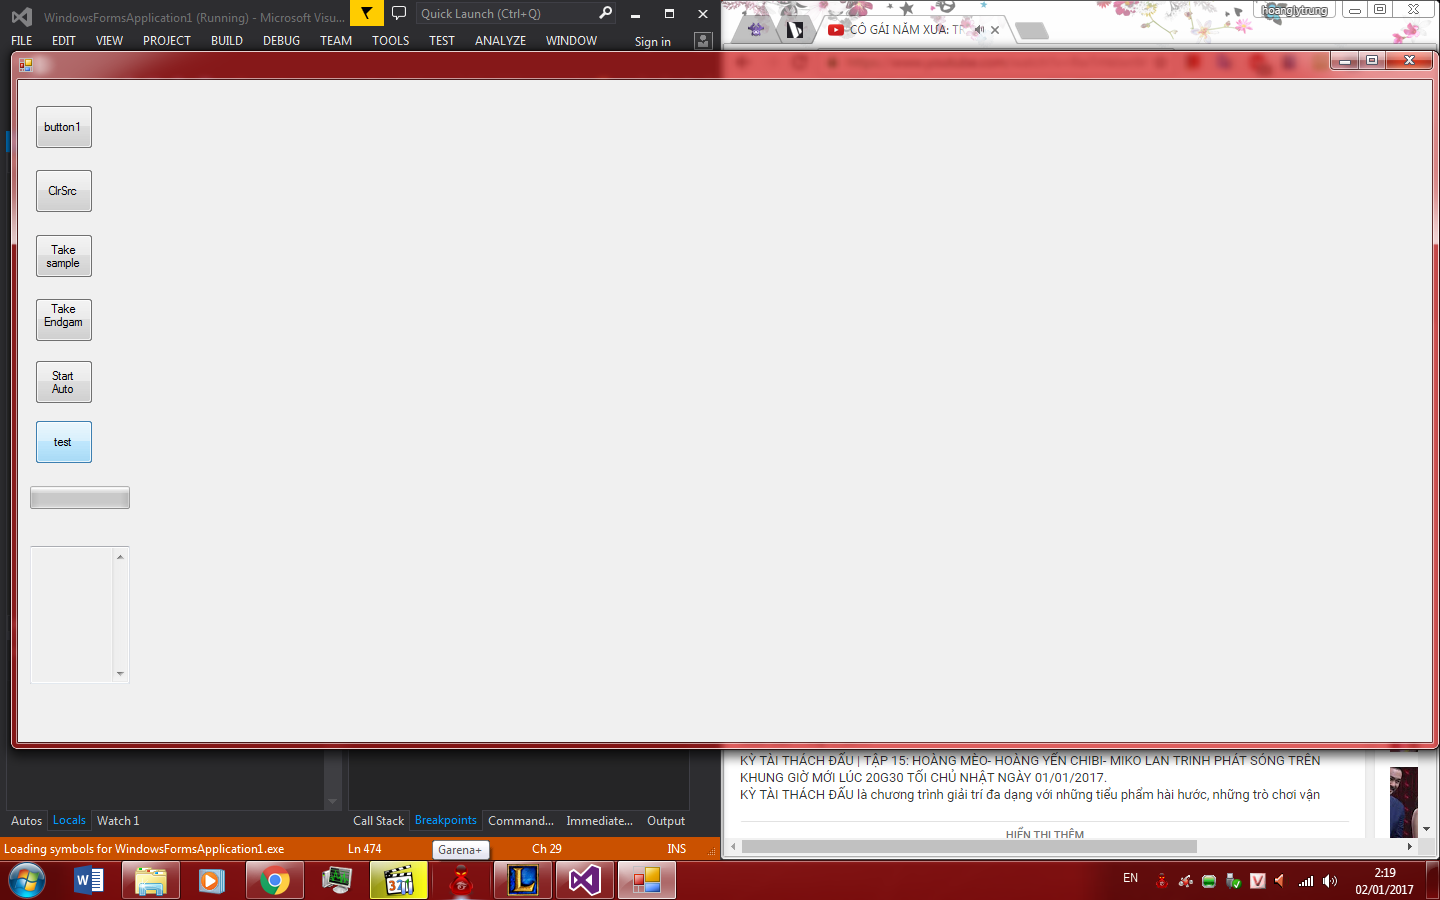 WindowsFormsApplication1 (Running) - Microsoft Visu...
Quick Launch (Ctrl+Q)
FILE EDIT VIEW PROJECT BUILD DEBUG TEAM TOOLS TEST ANALYZE WINDOW Sign in
hoanglytrung
CÔ GÁI NĂM XƯA: TR
button1
ClrSrc
Take
sample
Take
Endgam
Start
Auto
test
KỲ TÀI THÁCH ĐẤU | TẬP 15: HOÀNG MÈO- HOÀNG YẾN CHIBI- MIKO LAN TRINH PHÁT SÓNG TRÊN
KHUNG GIỜ MỚI LÚC 20G30 TỐI CHỦ NHẬT NGÀY 01/01/2017.
KỲ TÀI THÁCH ĐẤU là chương trình giải trí đa dạng với những tiểu phẩm hài hước, những trò chơi vận
HIỂN THỊ THÊM
Autos Locals Watch 1
Call Stack Breakpoints Command... Immediate... Output
Loading symbols for WindowsFormsApplication1.exe Ln 474 Ch 29 INS
Garena+
EN
2:19
02/01/2017